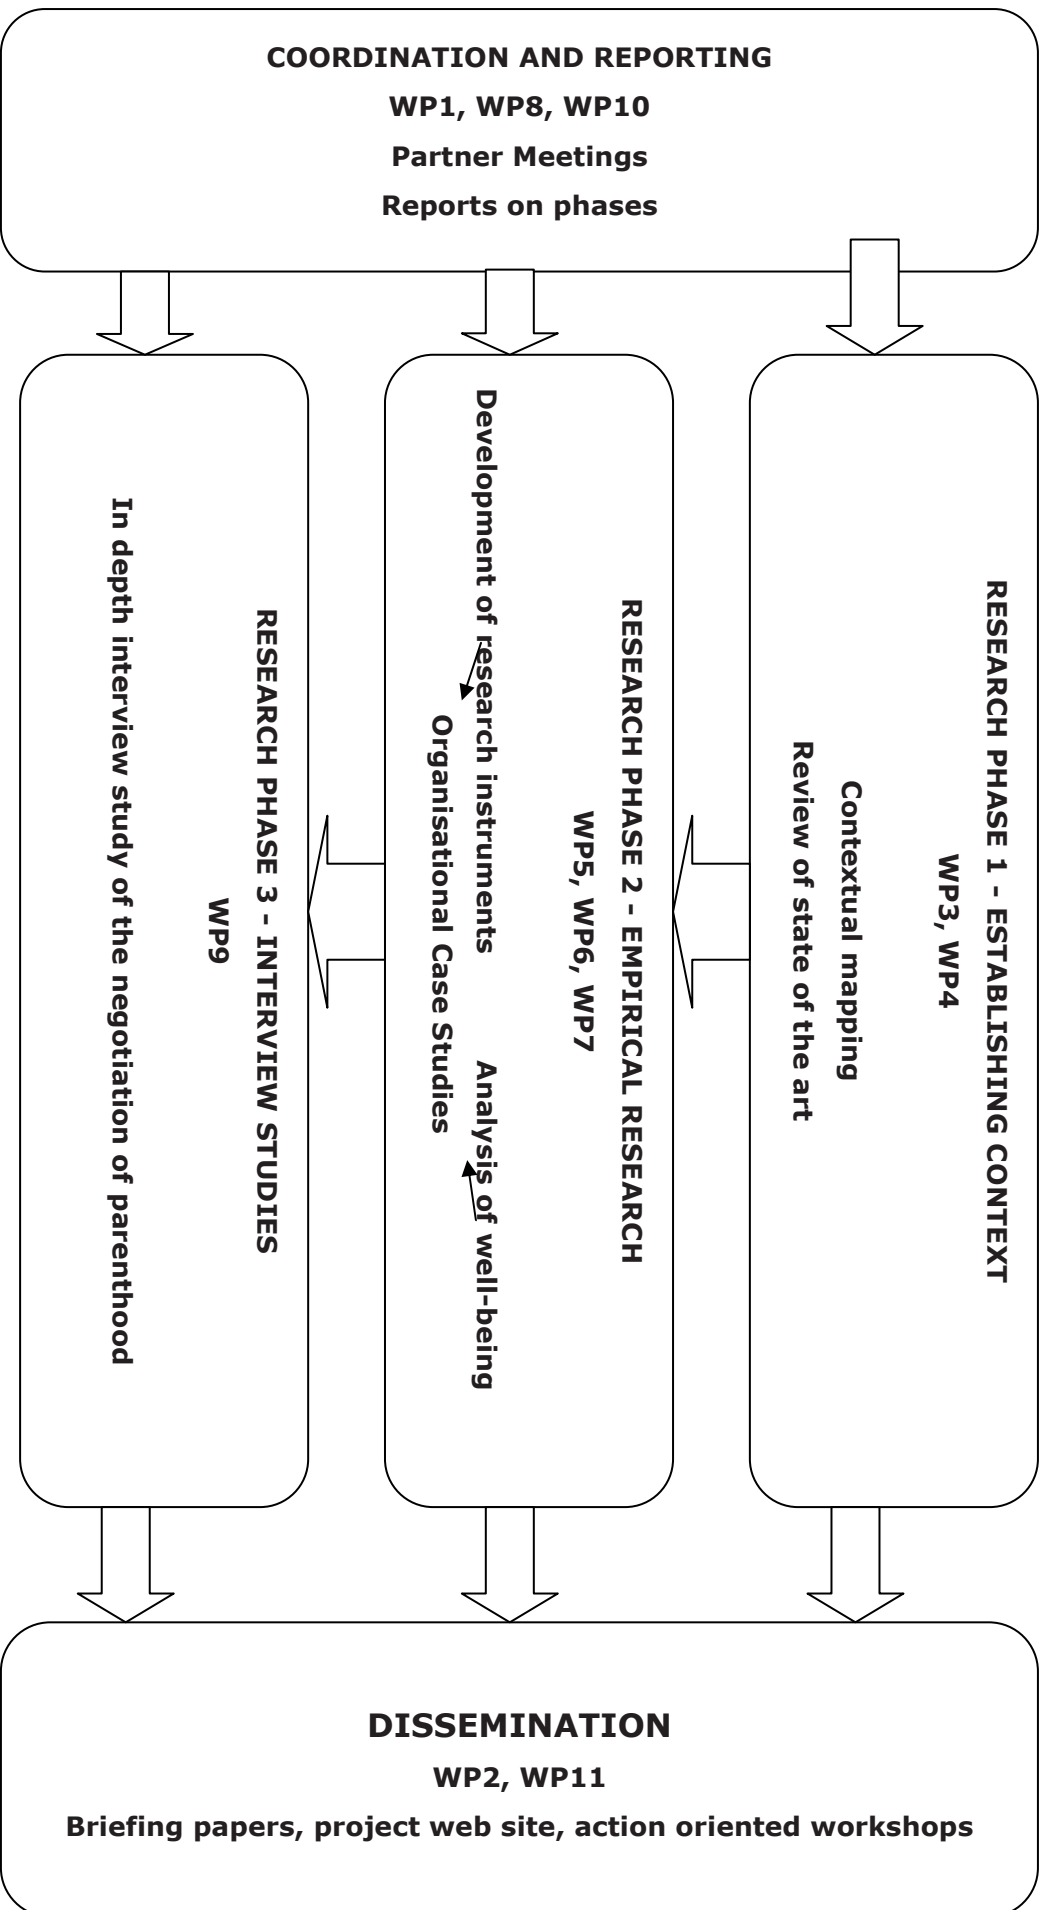 COORDINATION AND REPORTING
WP1, WP8, WP10
Partner Meetings
Reports on phases
RESEARCH PHASE 1 - ESTABLISHING CONTEXT
WP3, WP4
Contextual mapping
Review of state of the art
RESEARCH PHASE 2 - EMPIRICAL RESEARCH
WP5, WP6, WP7
Development of research instruments Analysis of well-being
Organisational Case Studies
RESEARCH PHASE 3 - INTERVIEW STUDIES
WP9
In depth interview study of the negotiation of parenthood
DISSEMINATION
WP2, WP11
Briefing papers, project web site, action oriented workshops